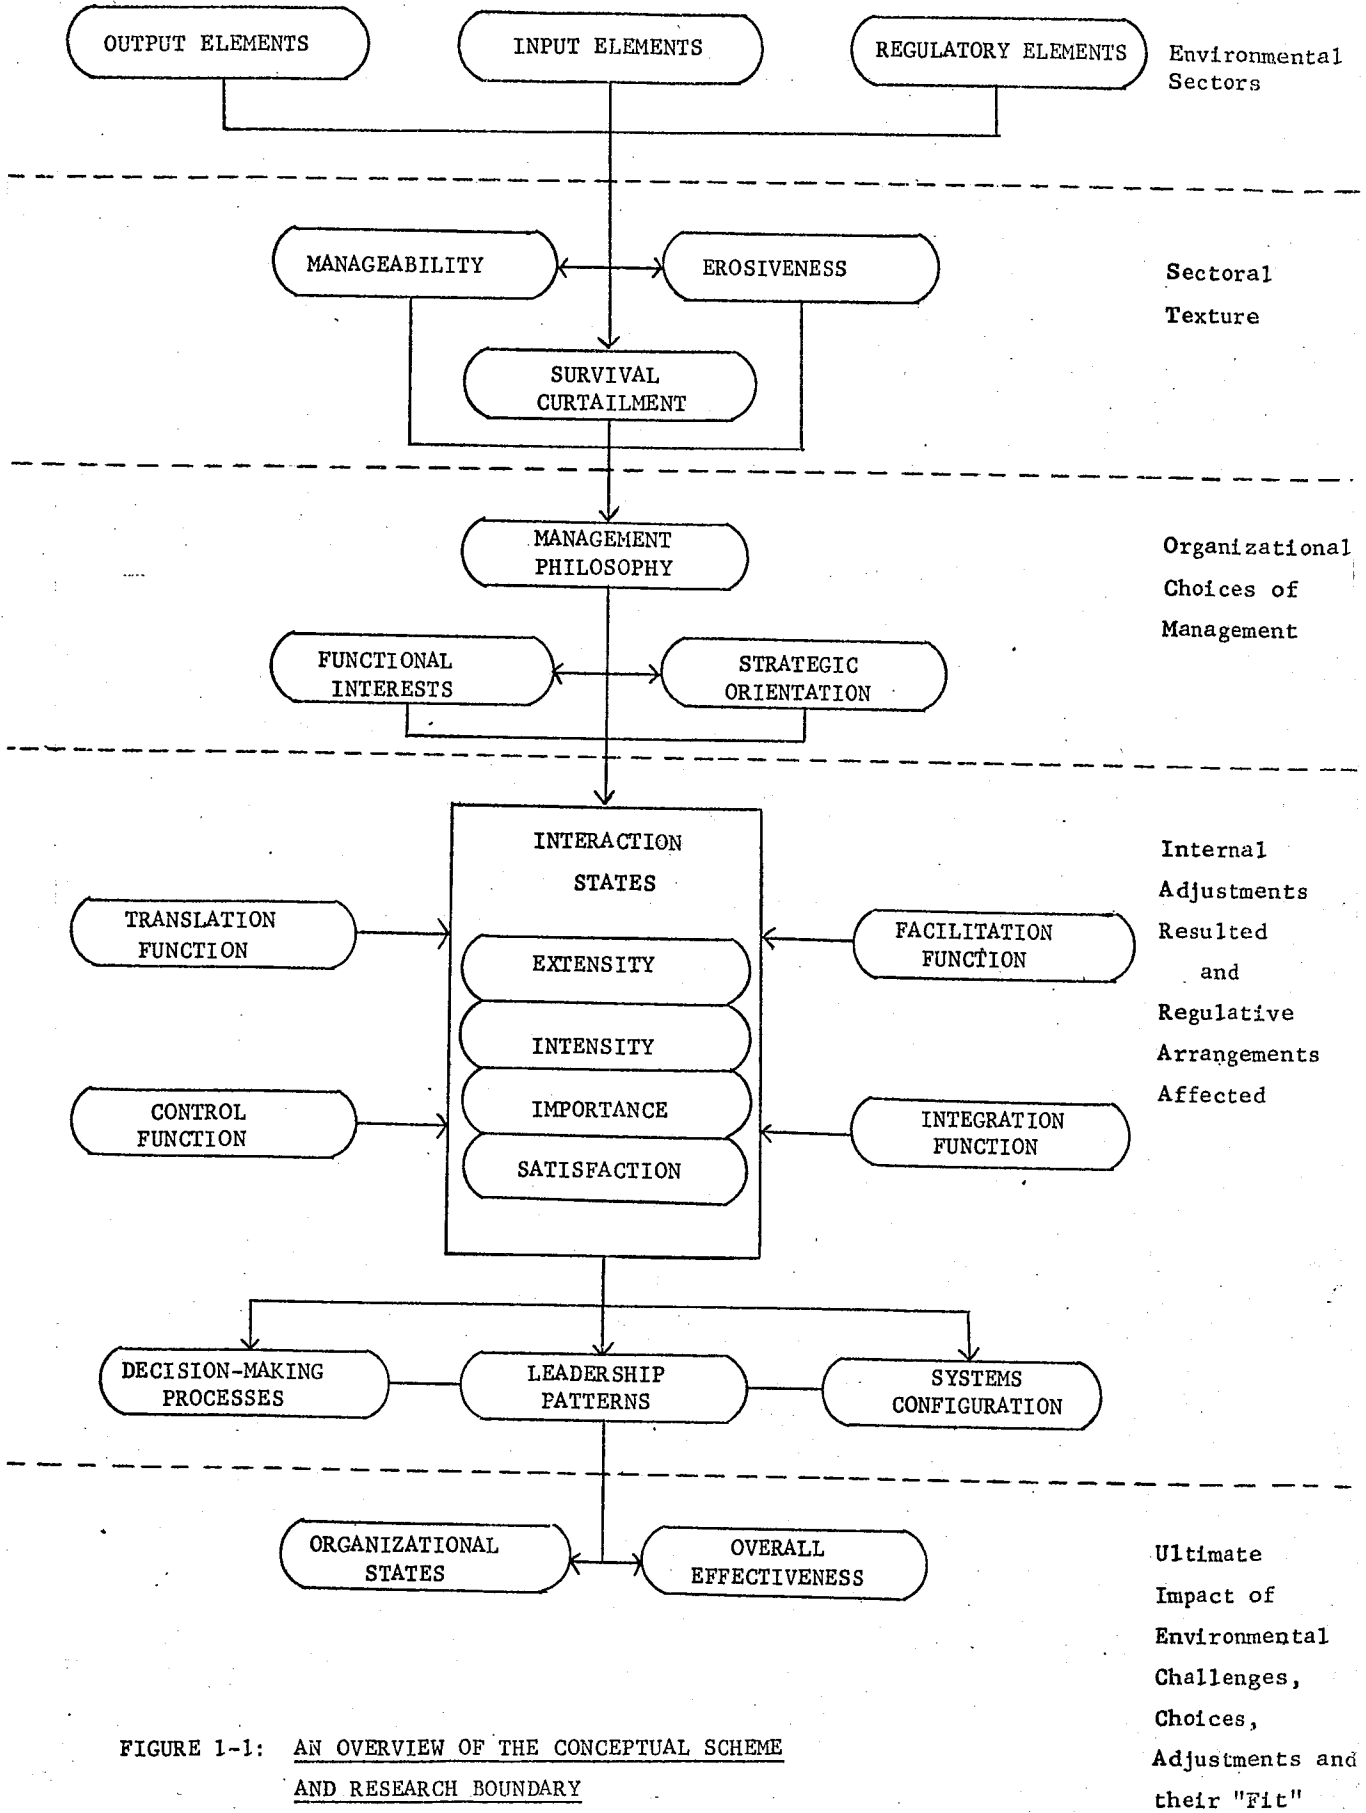 OUTPUT ELEMENTS
INPUT ELEMENTS
REGULATORY ELEMENTS
Environmental
Sectors
MANAGEABILITY
EROSIVENESS
Sectoral
Texture
SURVIVAL
CURTAILMENT
MANAGEMENT
PHILOSOPHY
Organizational
Choices of
Management
FUNCTIONAL
INTERESTS
STRATEGIC
ORIENTATION
INTERACTION
STATES
TRANSLATION
FUNCTION
EXTENSITY
INTENSITY
IMPORTANCE
SATISFACTION
FACILITATION
FUNCTION
CONTROL
FUNCTION
INTEGRATION
FUNCTION
Internal
Adjustments
Resulted
and
Regulative
Arrangements
Affected
DECISION-MAKING
PROCESSES
LEADERSHIP
PATTERNS
SYSTEMS
CONFIGURATION
ORGANIZATIONAL
STATES
OVERALL
EFFECTIVENESS
Ultimate
Impact of
Environmental
Challenges,
Choices,
Adjustments and
their "Fit"
FIGURE 1-1: AN OVERVIEW OF THE CONCEPTUAL SCHEME
AND RESEARCH BOUNDARY